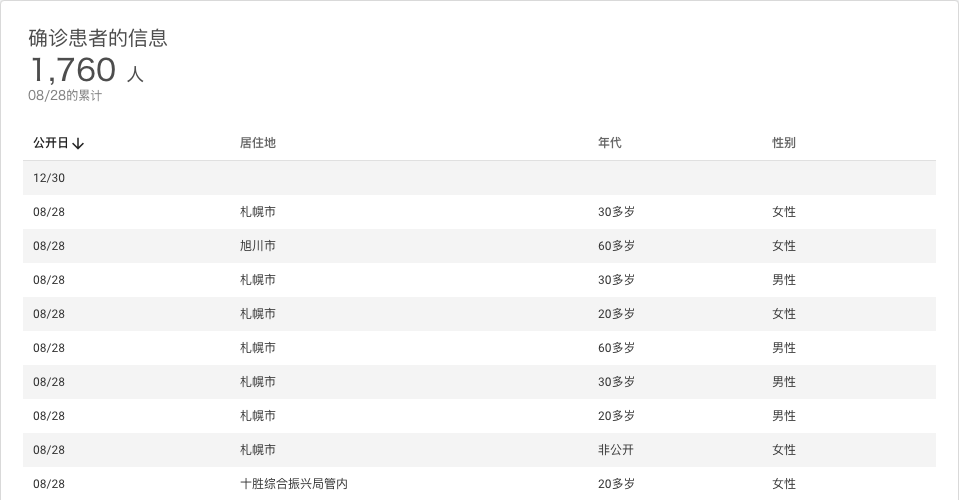 确诊患者的信息
1,760 人
08/28的累计
公开日 居住地 年代 性别
12/30
08/28 札幌市 30多岁 女性
08/28 旭川市 60多岁 女性
08/28 札幌市 30多岁 男性
08/28 札幌市 20多岁 女性
08/28 札幌市 60多岁 男性
08/28 札幌市 30多岁 男性
08/28 札幌市 20多岁 男性
08/28 札幌市 非公开 女性
08/28 十胜综合振兴局管内 20多岁 女性